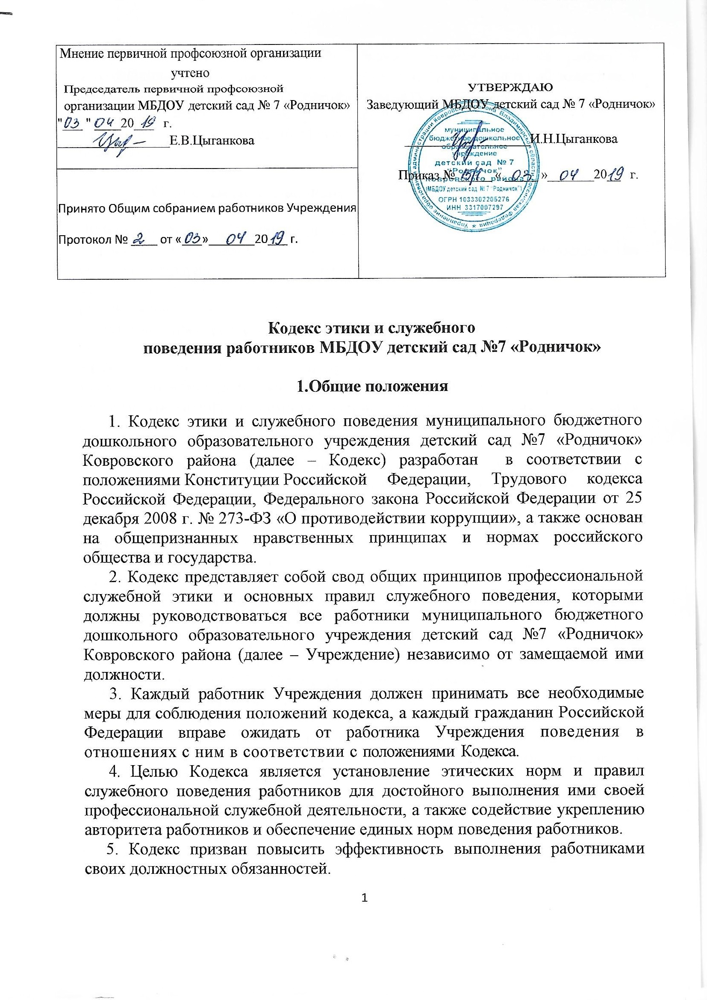 Мнение первичной профсоюзной организации
учтено
Председатель первичной профсоюзной
организации МБДОУ детский сад № 7 «Родничок»
"03 " 04 20 19 г.
Е.В.Цыганкова
Принято Общим собранием работников Учреждения
Протокол № 2 от «03» 04 2019 г.
УТВЕРЖДАЮ
Заведующий МБДОУ детский сад № 7 «Родничок»
И.Н.Цыганкова
Приказ № « 03 » 04 2019 г.
муниципальное
бюджетное дошкольное
образовательное
учреждение
детский сад № 7
"Родничок"
Ковровского района
(МБДОУ детский сад № 7 "Родничок")
ОГРН 1033302205276
ИНН 3317007297
Управление образования администрации Ковровского района Владимирской области Российская Федерация
Кодекс этики и служебного
поведения работников МБДОУ детский сад №7 «Родничок»
1.Общие положения
1. Кодекс этики и служебного поведения муниципального бюджетного
дошкольного образовательного учреждения детский сад №7 «Родничок»
Ковровского района (далее – Кодекс) разработан в соответствии с
положениями Конституции Российской Федерации, Трудового кодекса
Российской Федерации, Федерального закона Российской Федерации от 25
декабря 2008 г. № 273-ФЗ «О противодействии коррупции», а также основан
на общепризнанных нравственных принципах и нормах российского
общества и государства.
2. Кодекс представляет собой свод общих принципов профессиональной
служебной этики и основных правил служебного поведения, которыми
должны руководствоваться все работники муниципального бюджетного
дошкольного образовательного учреждения детский сад №7 «Родничок»
Ковровского района (далее – Учреждение) независимо от замещаемой ими
должности.
3. Каждый работник Учреждения должен принимать все необходимые
меры для соблюдения положений кодекса, а каждый гражданин Российской
Федерации вправе ожидать от работника Учреждения поведения в
отношениях с ним в соответствии с положениями Кодекса.
4. Целью Кодекса является установление этических норм и правил
служебного поведения работников для достойного выполнения ими своей
профессиональной служебной деятельности, а также содействие укреплению
авторитета работников и обеспечение единых норм поведения работников.
5. Кодекс призван повысить эффективность выполнения работниками
своих должностных обязанностей.
1